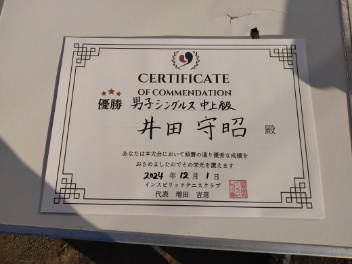 CERTIFICATE
OF COMMENDATION
優勝 男子シングルス 中上級
井田 守昭 殿
あなたは本大会において頭書の通り優秀な成績を
おさめましたのでその栄光を讃えます
2024 年 12 月 1 日
インスピリッツテニスクラブ
代表 増田 吉彦